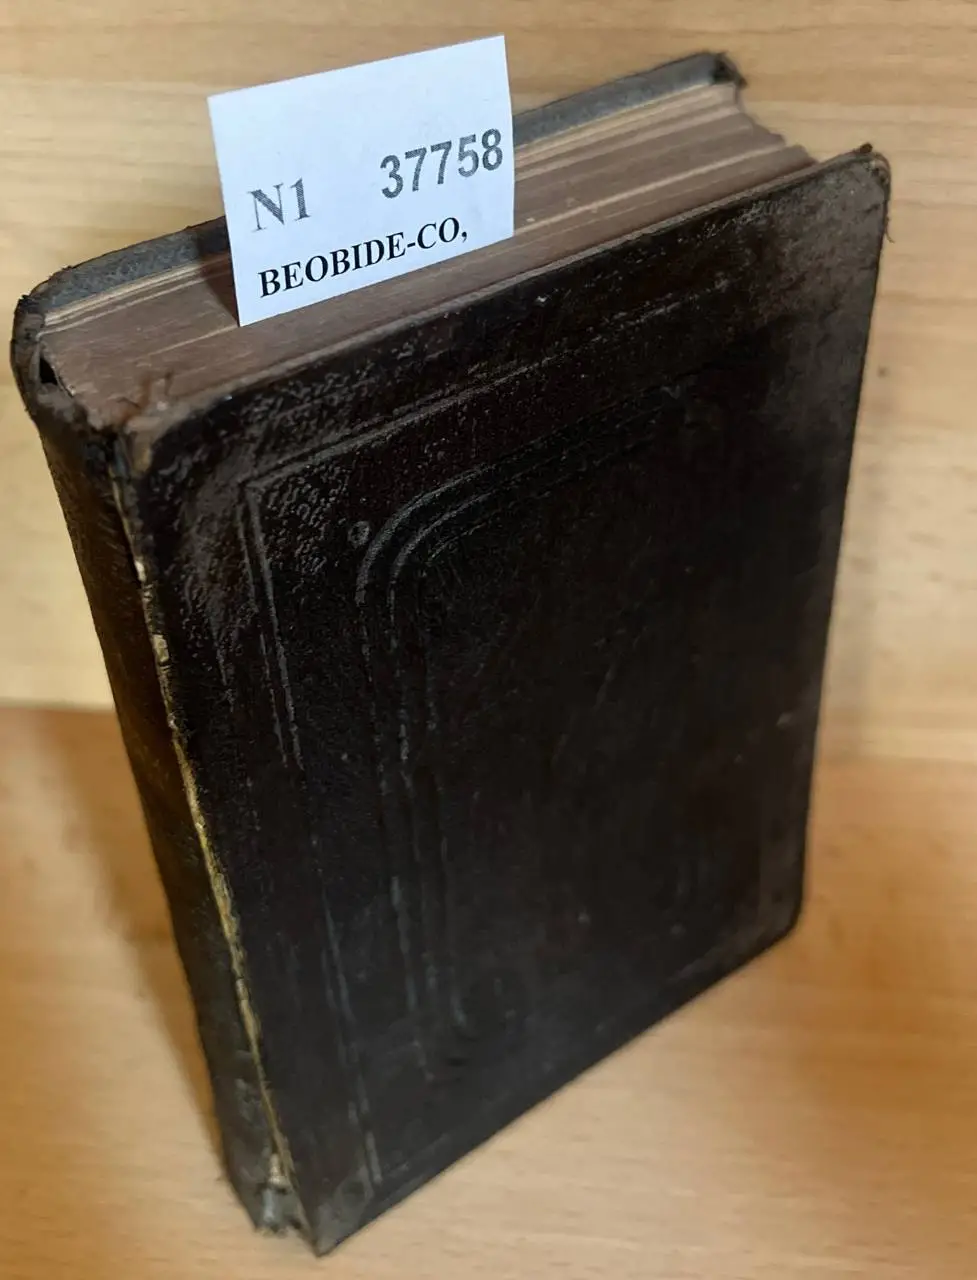 N1 37758
BEOBIDE-CO,